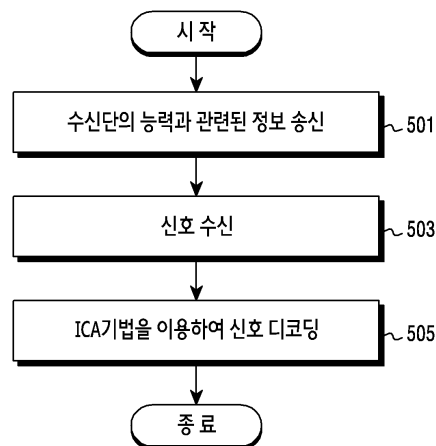 시 작
수신단의 능력과 관련된 정보 송신
501
신호 수신
503
ICA기법을 이용하여 신호 디코딩
505
종 료